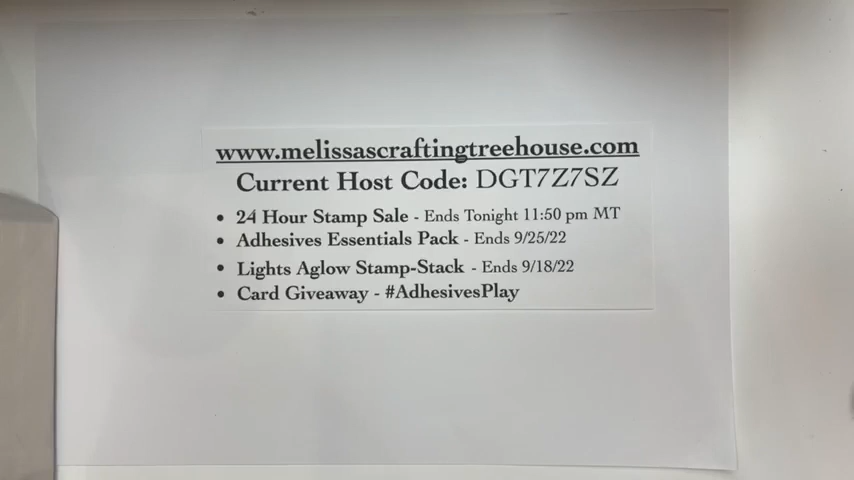 www.melissascraftingtreehouse.com
Current Host Code: DGT7Z7SZ
• 24 Hour Stamp Sale - Ends Tonight 11:50 pm MT
• Adhesives Essentials Pack - Ends 9/25/22
• Lights Aglow Stamp-Stack - Ends 9/18/22
• Card Giveaway - #AdhesivesPlay